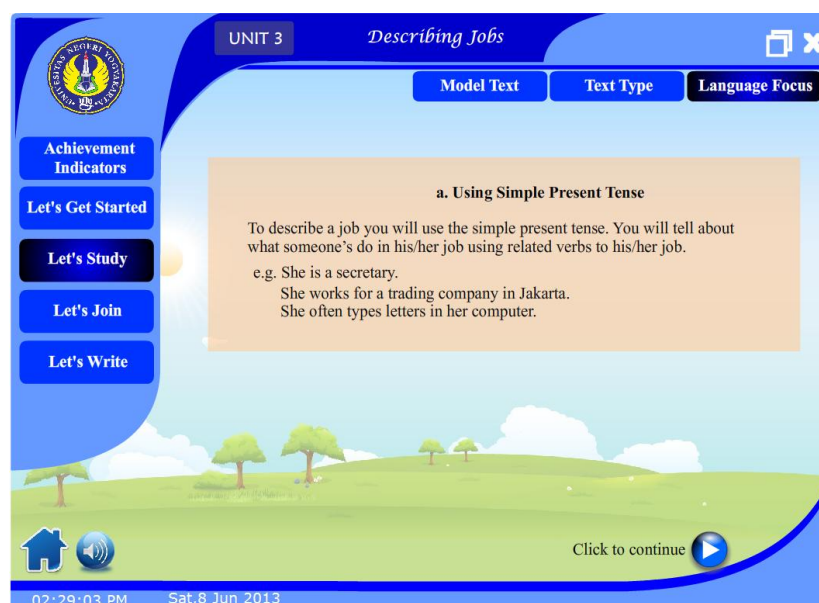 UNIT 3
Describing Jobs
UNIVERSITAS NEGERI YOGYAKARTA
Model Text
Text Type
Language Focus
Achievement
Indicators
Let's Get Started
Let's Study
Let's Join
Let's Write
a. Using Simple Present Tense
To describe a job you will use the simple present tense. You will tell about
what someone's do in his/her job using related verbs to his/her job.
e.g. She is a secretary.
She works for a trading company in Jakarta.
She often types letters in her computer.
Click to continue
02:29:03 PM
Sat,8 Jun 2013